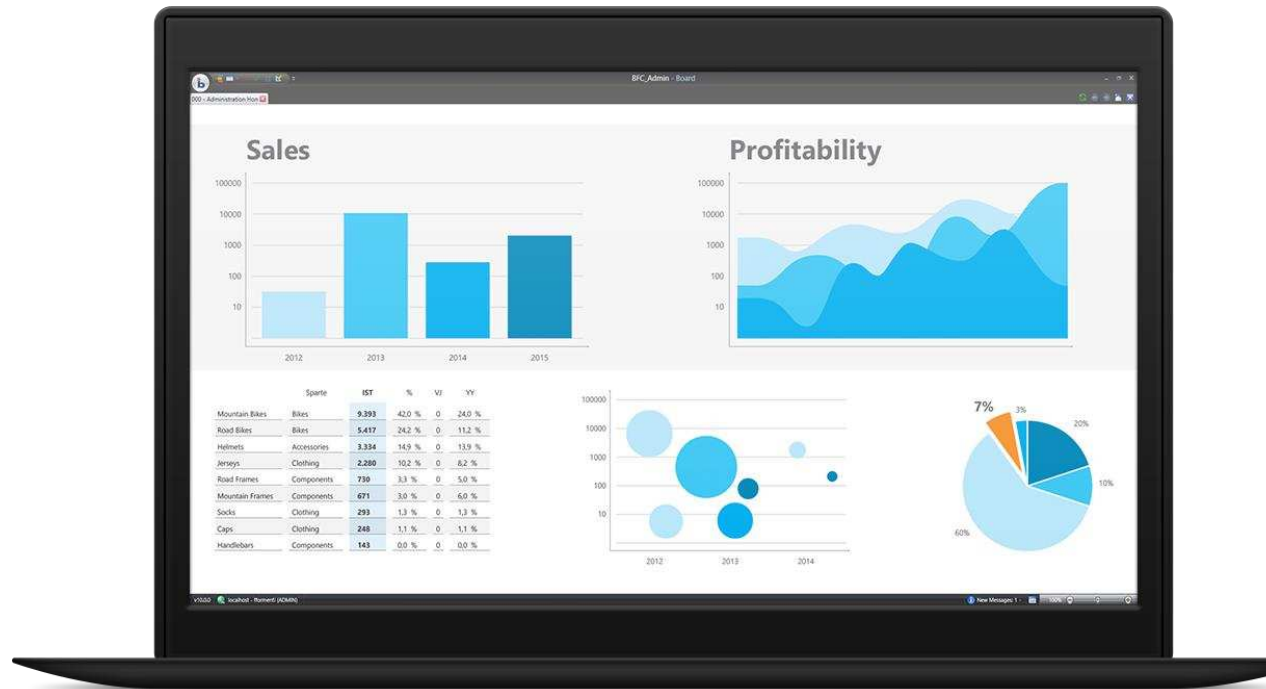 BFC_Admin - Board
000 - Administration Hon
Sales
100000
10000
1000
100
10
2012 2013 2014 2015
Profitability
100000
10000
1000
100
10
Sparte IST % VJ YY
Mountain Bikes Bikes 9.393 42,0 % 0 24,0 %
Road Bikes Bikes 5.417 24,2 % 0 11,2 %
Helmets Accessories 3.334 14,9 % 0 13,9 %
Jerseys Clothing 2.280 10,2 % 0 8,2 %
Road Frames Components 730 3,3 % 0 5,0 %
Mountain Frames Components 671 3,0 % 0 6,0 %
Socks Clothing 293 1,3 % 0 1,3 %
Caps Clothing 248 1,1 % 0 1,1 %
Handlebars Components 143 0,0 % 0 0,0 %
100000
10000
1000
100
10
2012 2013 2014
7%
3%
20%
10%
60%
localhost - (ADMIN)
New Messages: 1 - 100%